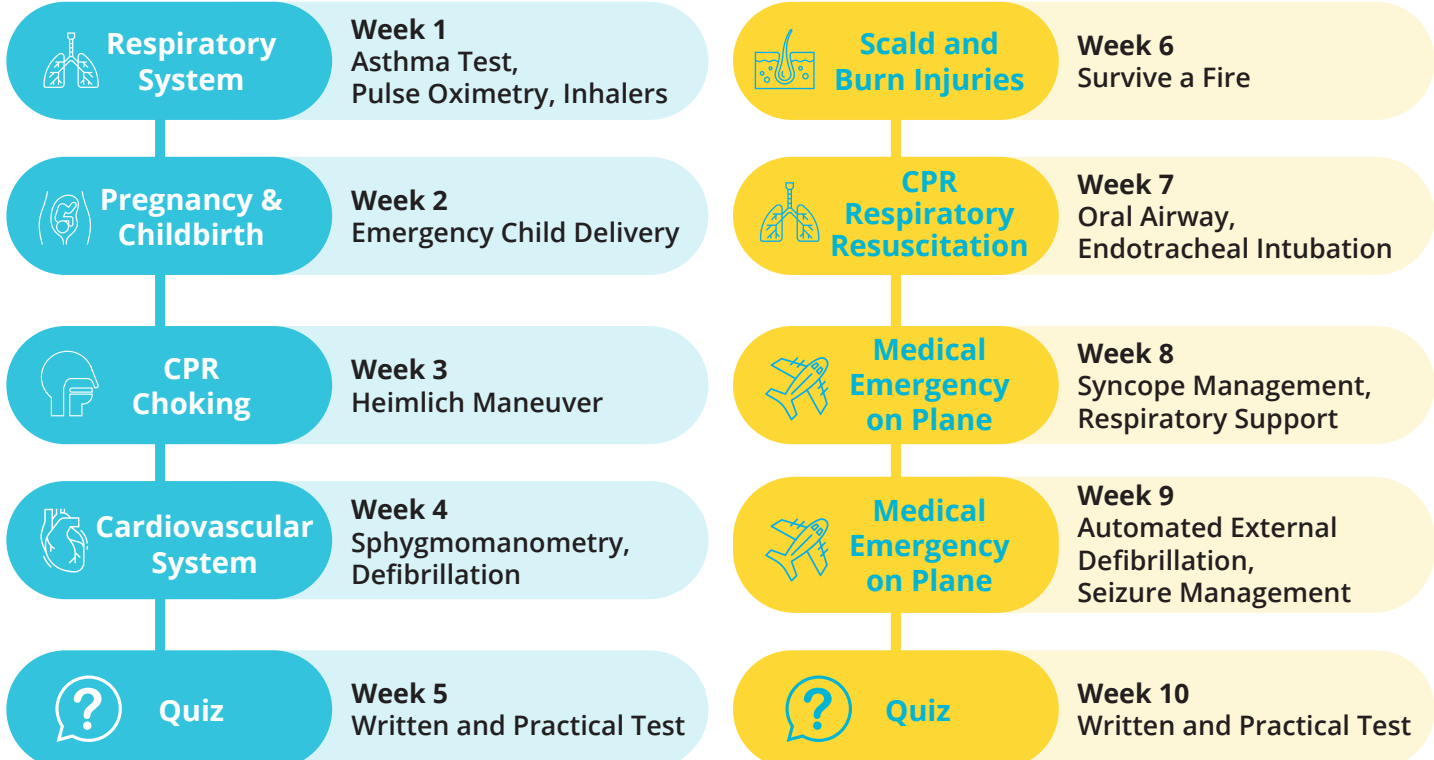 Respiratory
System
Week 1
Asthma Test,
Pulse Oximetry, Inhalers
Pregnancy &
Childbirth
Week 2
Emergency Child Delivery
CPR
Choking
Week 3
Heimlich Maneuver
Cardiovascular
System
Week 4
Sphygmomanometry,
Defibrillation
?
Quiz
Week 5
Written and Practical Test
Scald and
Burn Injuries
Week 6
Survive a Fire
CPR
Respiratory
Resuscitation
Week 7
Oral Airway,
Endotracheal Intubation
Medical
Emergency
on Plane
Week 8
Syncope Management,
Respiratory Support
Medical
Emergency
on Plane
Week 9
Automated External
Defibrillation,
Seizure Management
?
Quiz
Week 10
Written and Practical Test